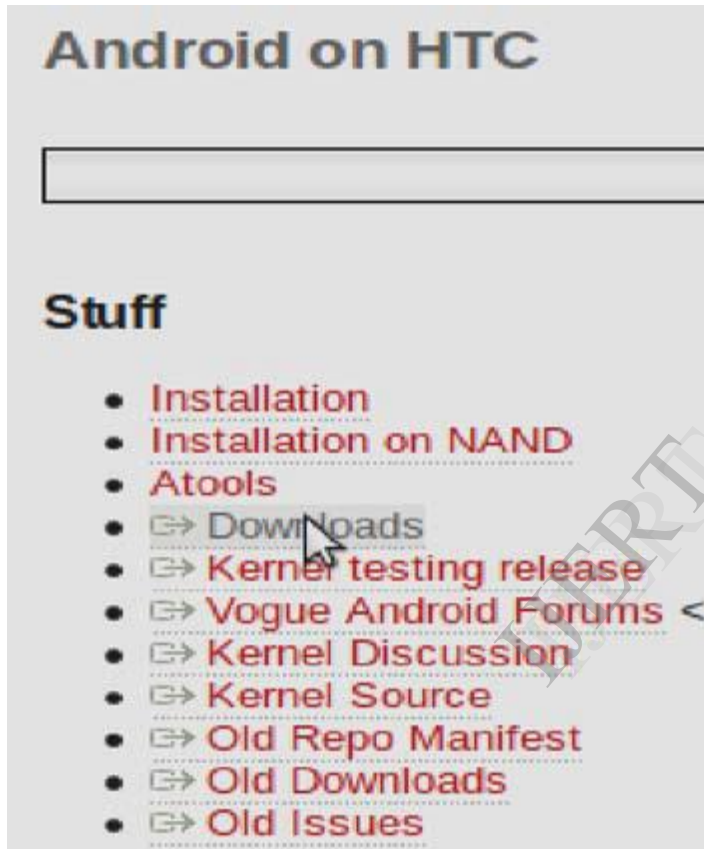 Android on HTC
Stuff
Installation
Installation on NAND
Atools
Downloads
Kernel testing release
Vogue Android Forums <
Kernel Discussion
Kernel Source
Old Repo Manifest
Old Downloads
Old Issues
IJERT